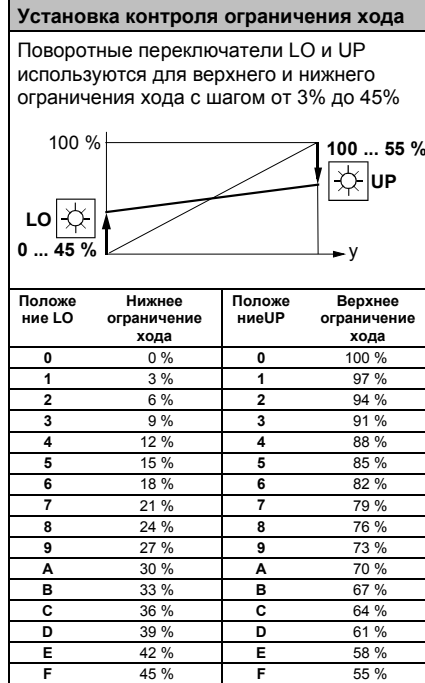 Установка контроля ограничения хода
Поворотные переключатели LO и UP
используются для верхнего и нижнего
ограничения хода с шагом от 3% до 45%
100 %
100 ... 55 %
UP
LO
0 ... 45 %
y
Положе ние LO Нижнее ограничение хода Положе ниеUP Верхнее ограничение хода
0 0 % 0 100 %
1 3 % 1 97 %
2 6 % 2 94 %
3 9 % 3 91 %
4 12 % 4 88 %
5 15 % 5 85 %
6 18 % 6 82 %
7 21 % 7 79 %
8 24 % 8 76 %
9 27 % 9 73 %
A 30 % A 70 %
B 33 % B 67 %
C 36 % C 64 %
D 39 % D 61 %
E 42 % E 58 %
F 45 % F 55 %